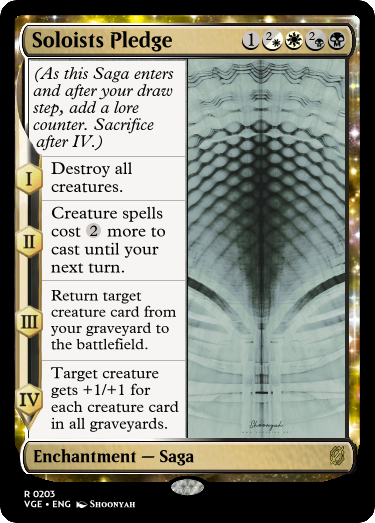 Soloists Pledge 1 2 2
(As this Saga enters
and after your draw
step, add a lore
counter. Sacrifice
after IV.)
I Destroy all
creatures.
Creature spells
II cost 2 more to
cast until your
next turn.
Return target
creature card from
III your graveyard to
the battlefield.
Target creature
gets +1/+1 for
IV each creature card
in all graveyards.
Shoonyah
Enchantment — Saga
R 0203
VGE • ENG Shoonyah